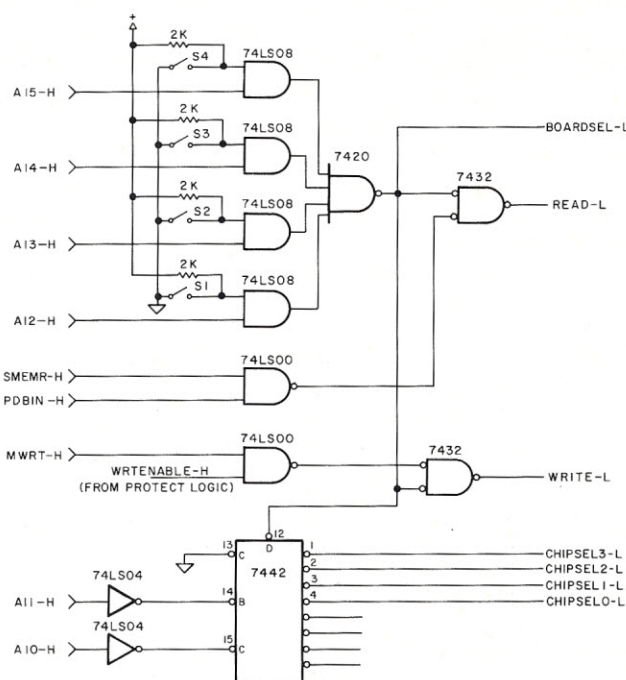 +
2K
S4
74LS08
A15-H
2K
S3
74LS08
A14-H
7420
BOARDSEL-L
7432
READ-L
2K
S2
74LS08
A13-H
2K
S1
74LS08
A12-H
74LS00
SMEMR-H
PDBIN-H
74LS00
MWRT-H
WRTENABLE-H
(FROM PROTECT LOGIC)
7432
WRITE-L
12
D
13
C
7442
1
CHIPSEL3-L
2
CHIPSEL2-L
3
CHIPSEL1-L
4
CHIPSEL0-L
74LS04
A11-H
14
B
74LS04
A10-H
15
C